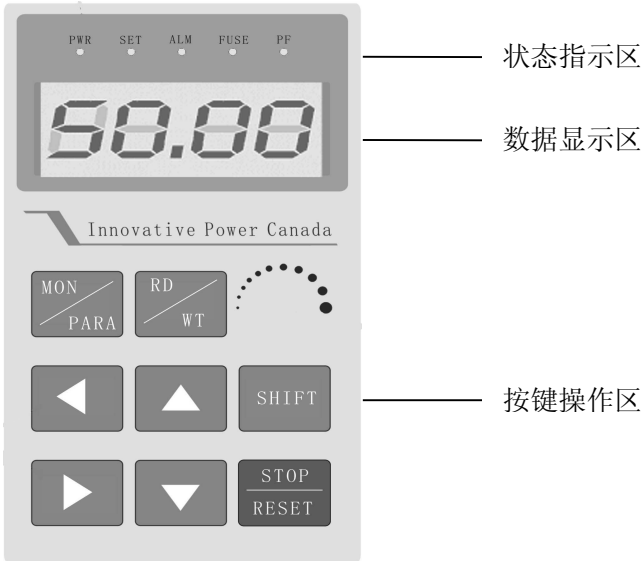 PWR SET ALM FUSE PF
状态指示区
50.00
数据显示区
Innovative Power Canada
MON
PARA
RD
WT
SHIFT
按键操作区
STOP
RESET